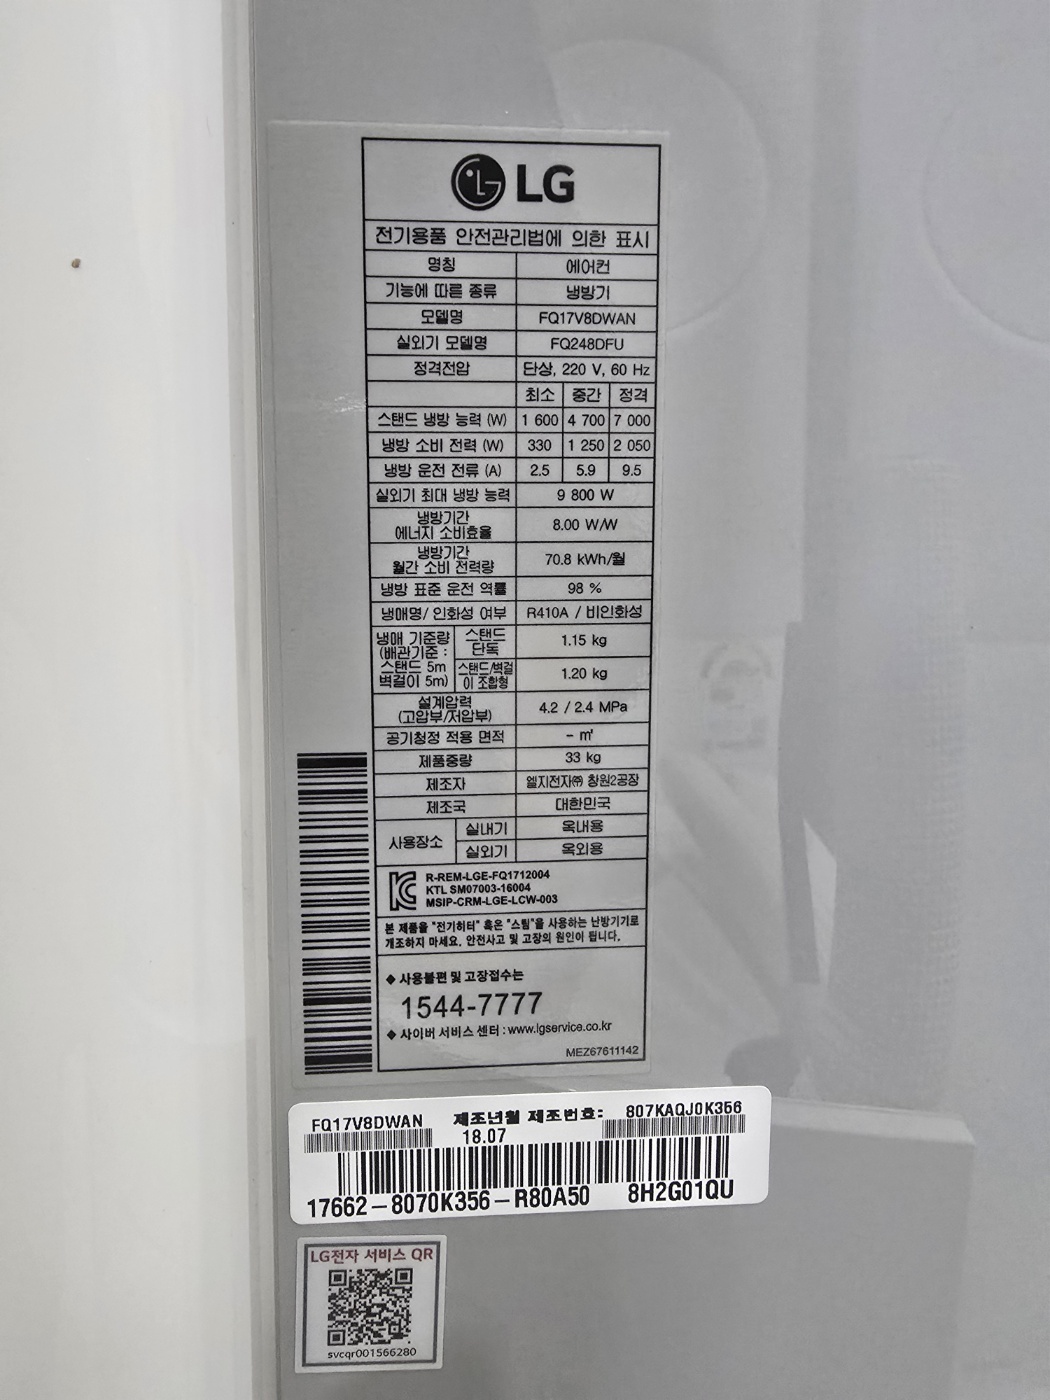 LG
전기용품 안전관리법에 의한 표시
명칭 에어컨
기능에 따른 종류 냉방기
모델명 FQ17V8DWAN
실외기 모델명 FQ248DFU
정격전압 단상, 220 V, 60 Hz
최소 중간 정격
스탠드 냉방 능력 (W) 1 600 4 700 7 000
냉방 소비 전력 (W) 330 1 250 2 050
냉방 운전 전류 (A) 2.5 5.9 9.5
실외기 최대 냉방 능력 9 800 W
냉방기간
에너지 소비효율 8.00 W/W
냉방기간
월간 소비 전력량 70.8 kWh/월
냉방 표준 운전 역률 98 %
냉매명/ 인화성 여부 R410A / 비인화성
냉매 기준량
(배관기준 :
스탠드 5m
벽걸이 5m)
스탠드
단독 1.15 kg
스탠드/벽걸
이 조합형 1.20 kg
설계압력
(고압부/저압부) 4.2 / 2.4 MPa
공기청정 적용 면적 - ㎡
제품중량 33 kg
제조자 엘지전자㈜ 창원2공장
제조국 대한민국
사용장소 실내기 옥내용
실외기 옥외용
R-REM-LGE-FQ1712004
KTL SM07003-16004
MSIP-CRM-LGE-LCW-003
본 제품을 "전기히터" 혹은 "스팀"을 사용하는 난방기기로
개조하지 마세요. 안전사고 및 고장의 원인이 됩니다.
◆ 사용불편 및 고장접수는
1544-7777
◆ 사이버 서비스 센터 : www.lgservice.co.kr
MEZ67611142
FQ17V8DWAN 제조년월 제조번호: 807KAQJ0K356
18.07
17662-8070K356-R80A50 8H2G01QU
LG전자 서비스 QR
svcqr001566280